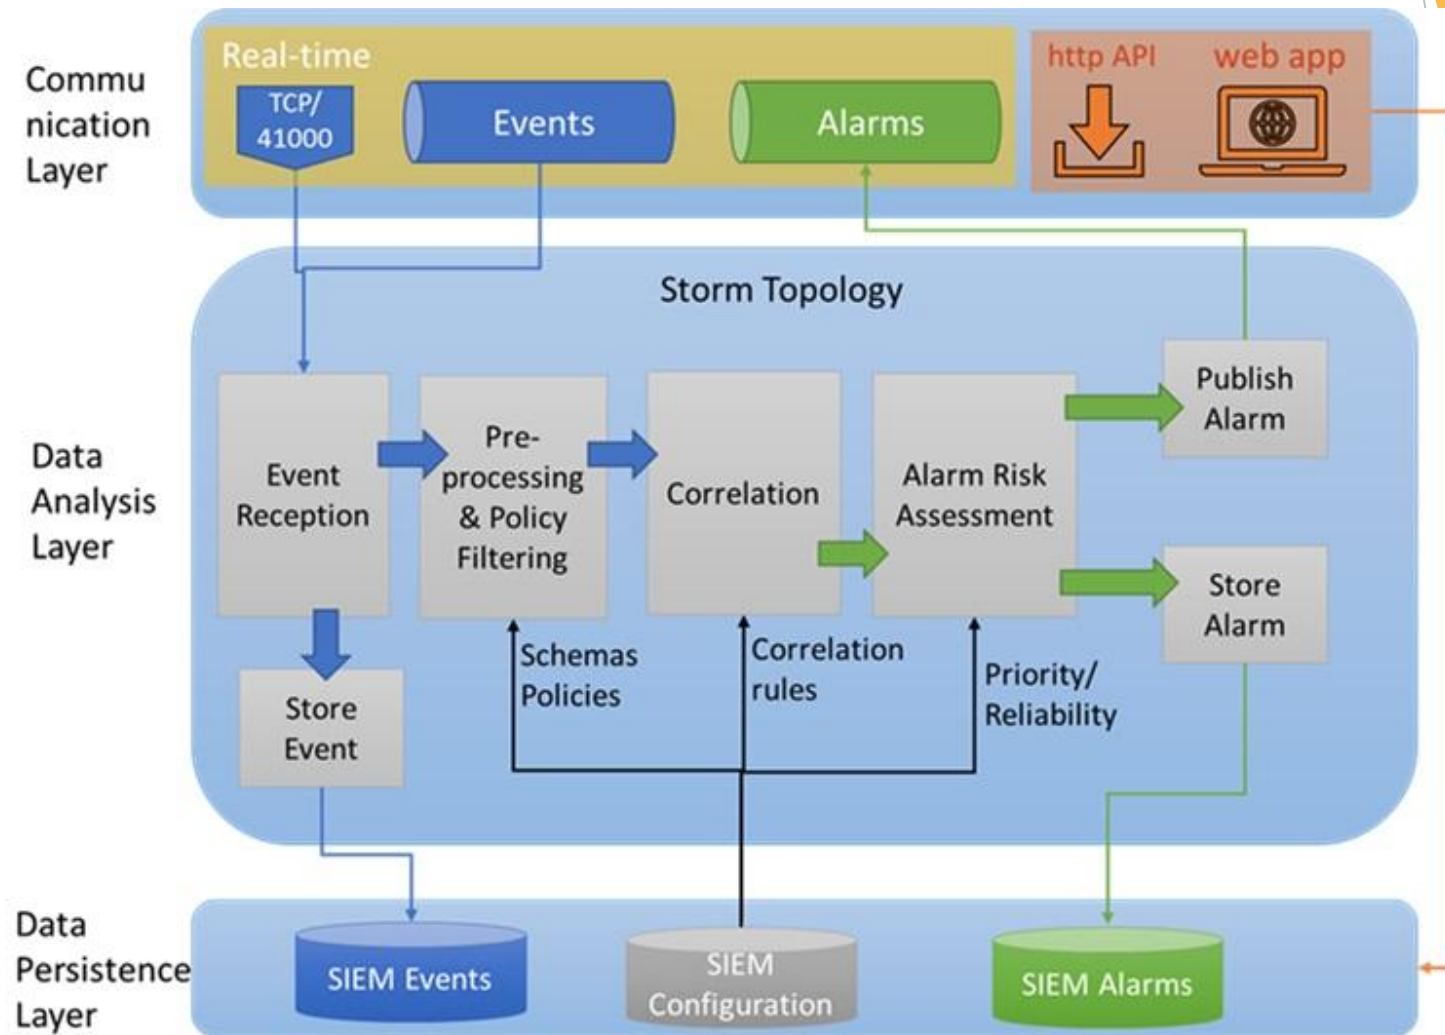 Commu
nication
Layer
Real-time
TCP/
41000
Events
Alarms
http API
web app
Storm Topology
Data
Analysis
Layer
Event
Reception
Pre-
processing
& Policy
Filtering
Correlation
Alarm Risk
Assessment
Publish
Alarm
Store
Alarm
Store
Event
Schemas
Policies
Correlation
rules
Priority/
Reliability
Data
Persistence
Layer
SIEM Events
SIEM
Configuration
SIEM Alarms